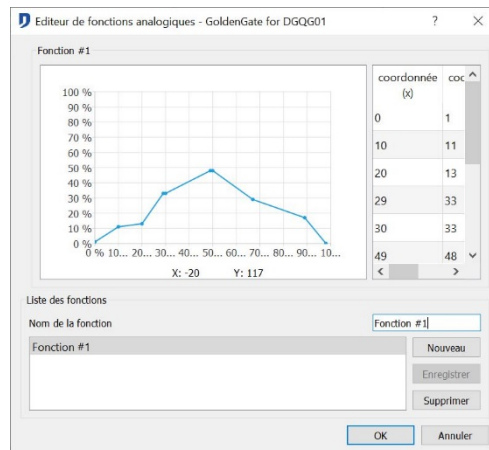 Editeur de fonctions analogiques - GoldenGate for DGQG01
Fonction #1
100 %
90 %
80 %
70 %
60 %
50 %
40 %
30 %
20 %
10 %
0 %
0 % 10... 20... 30... 40... 50... 60... 70... 80... 90... 10...
X: -20 Y: 117
coordonnée (x) coc
0 1
10 11
20 13
29 33
30 33
49 48
Liste des fonctions
Nom de la fonction Fonction #1
Fonction #1
Nouveau
Enregistrer
Supprimer
OK Annuler